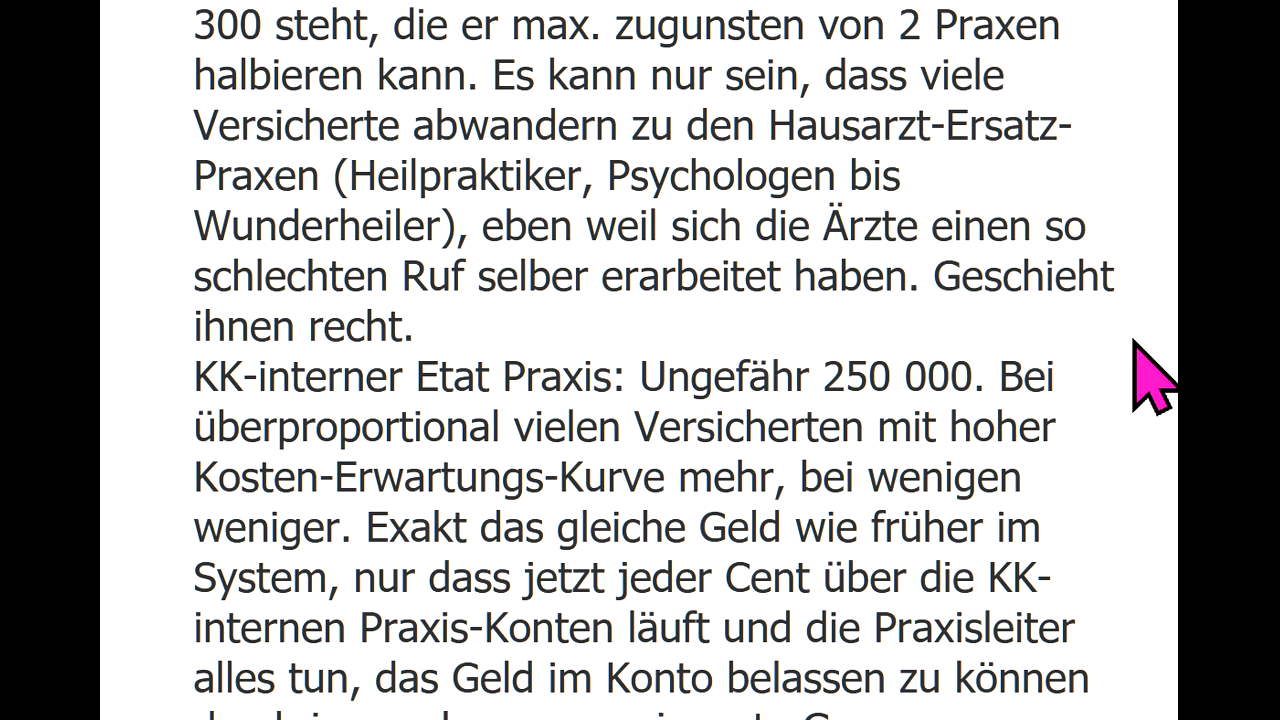 300 steht, die er max. zugunsten von 2 Praxen
halbieren kann. Es kann nur sein, dass viele
Versicherte abwandern zu den Hausarzt-Ersatz-
Praxen (Heilpraktiker, Psychologen bis
Wunderheiler), eben weil sich die Ärzte einen so
schlechten Ruf selber erarbeitet haben. Geschieht
ihnen recht.
KK-interner Etat Praxis: Ungefähr 250 000. Bei
überproportional vielen Versicherten mit hoher
Kosten-Erwartungs-Kurve mehr, bei wenigen
weniger. Exakt das gleiche Geld wie früher im
System, nur dass jetzt jeder Cent über die KK-
internen Praxis-Konten läuft und die Praxisleiter
alles tun, das Geld im Konto belassen zu können